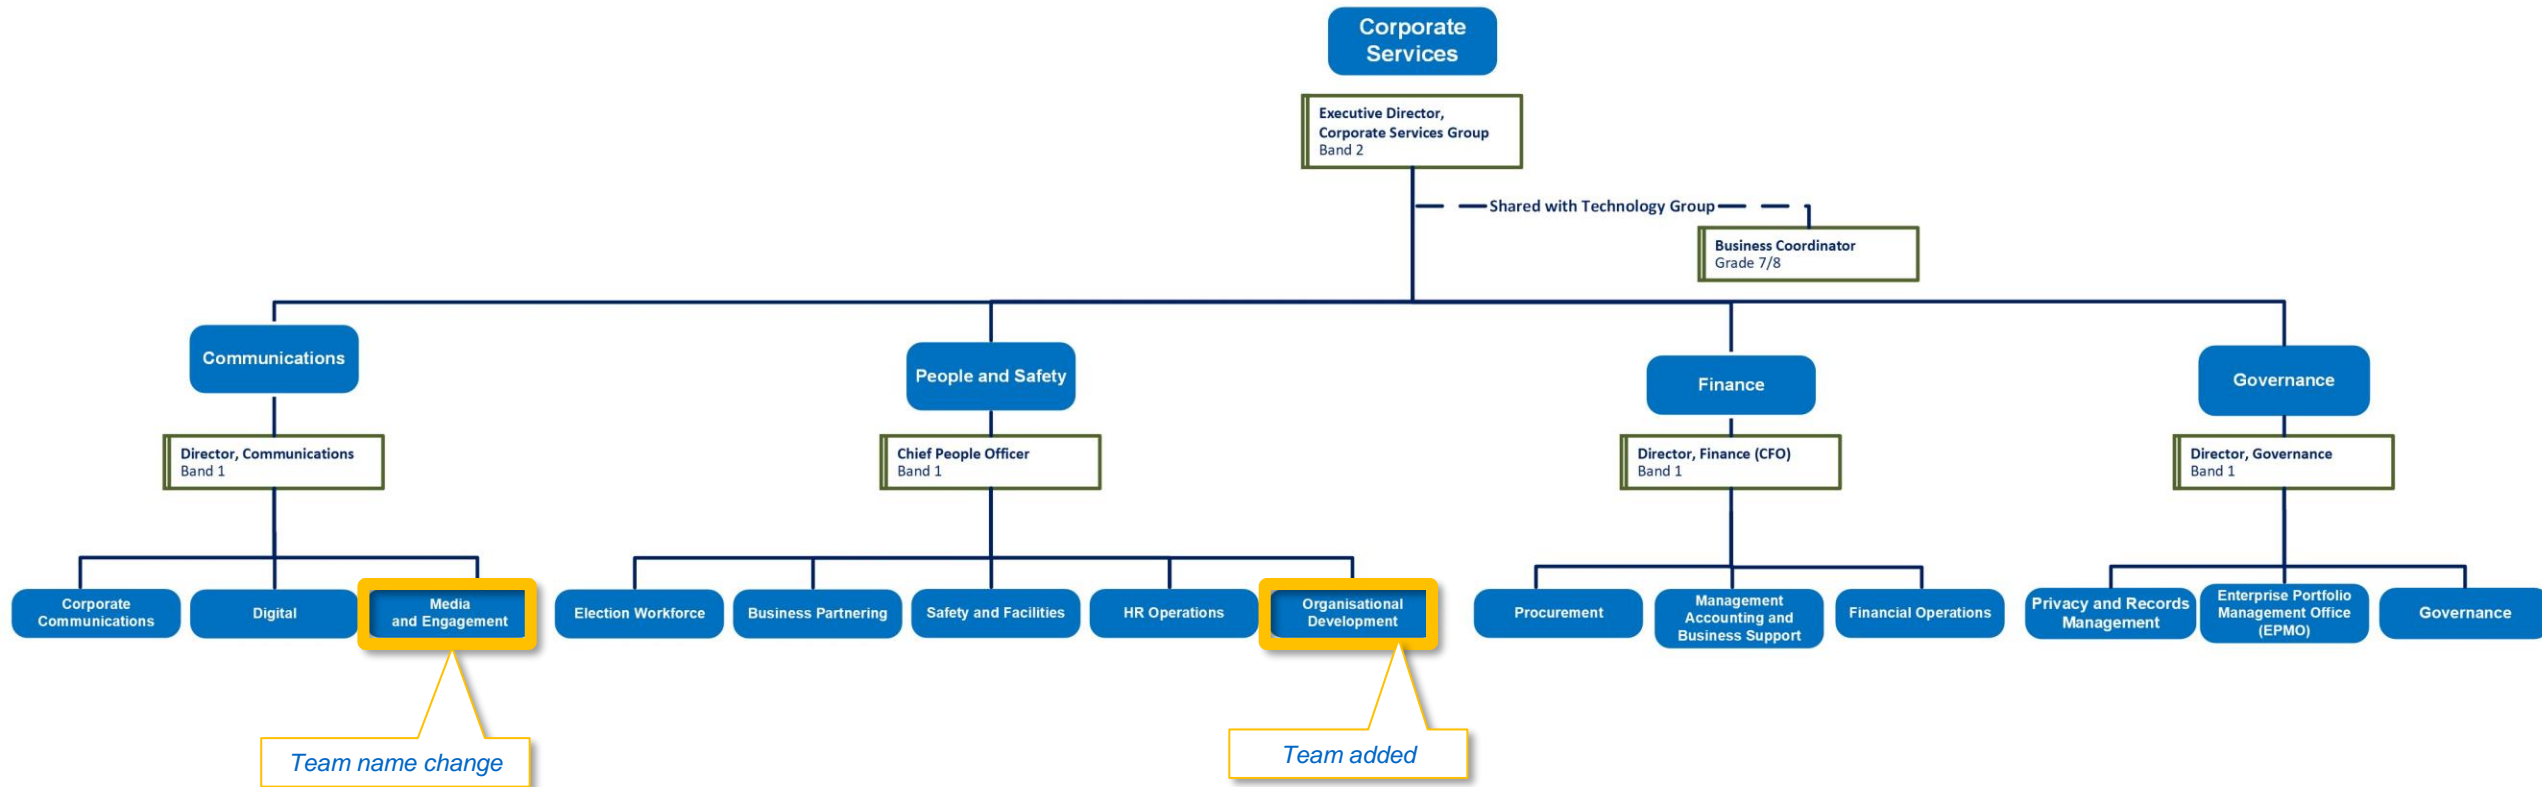 Corporate
Services
Executive Director,
Corporate Services Group
Band 2
Shared with Technology Group
Business Coordinator
Grade 7/8
Communications
People and Safety
Finance
Governance
Director, Communications
Band 1
Chief People Officer
Band 1
Director, Finance (CFO)
Band 1
Director, Governance
Band 1
Corporate
Communications
Digital
Media
and Engagement
Election Workforce
Business Partnering
Safety and Facilities
HR Operations
Organisational
Development
Procurement
Management
Accounting and
Business Support
Financial Operations
Privacy and Records
Management
Enterprise Portfolio
Management Office
(EPMO)
Governance
Team name change
Team added